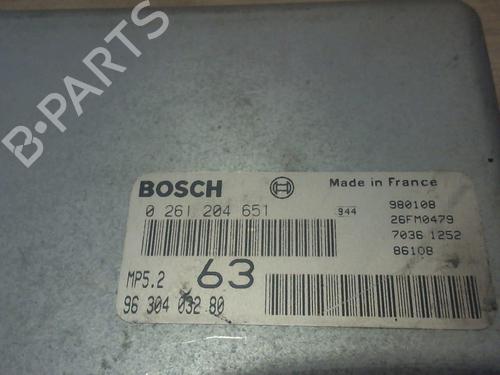 B-PARTS
BOSCH
Made in France
0 261 204 651
944
980108
26FM0479
7036 1252
86108
MP5.2
63
96 304 032 80